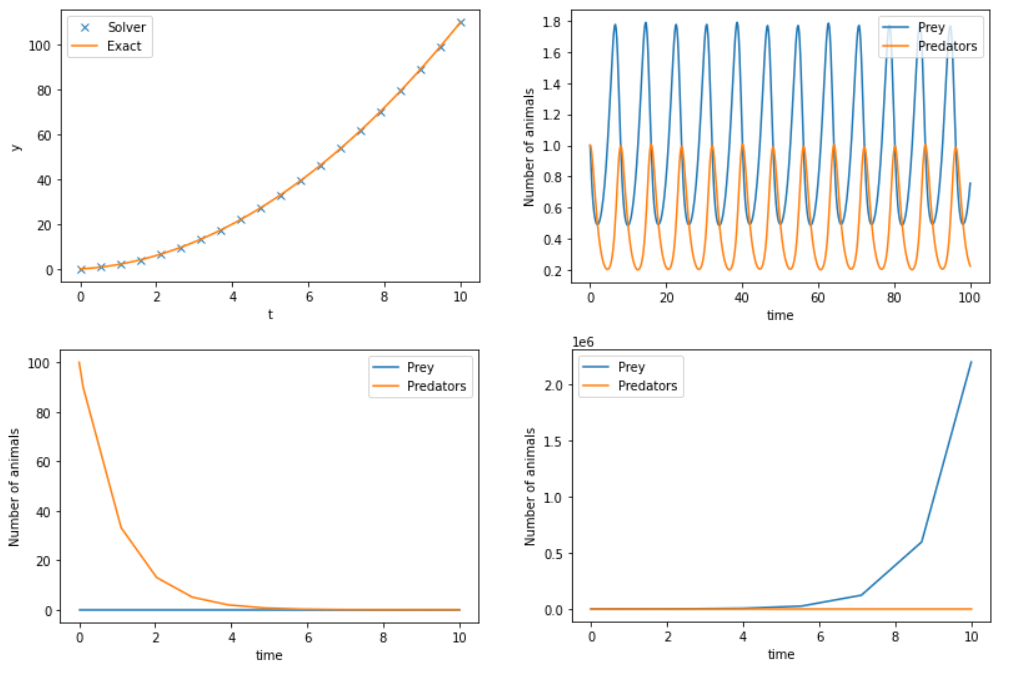 Solver
Exact
100
80
60
40
20
0
y
0 2 4 6 8 10
t
Prey
Predators
1.8
1.6
1.4
1.2
1.0
0.8
0.6
0.4
0.2
Number of animals
0 20 40 60 80 100
time
Prey
Predators
100
80
60
40
20
0
Number of animals
0 2 4 6 8 10
time
1e6
Prey
Predators
2.0
1.5
1.0
0.5
0.0
Number of animals
0 2 4 6 8 10
time